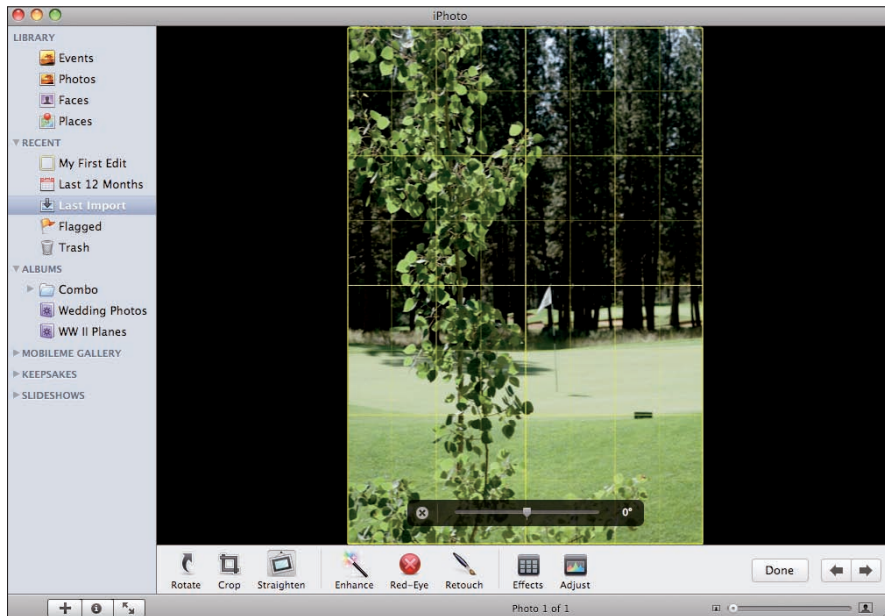 iPhoto
LIBRARY
Events
Photos
Faces
Places
RECENT
My First Edit
Last 12 Months
Last Import
Flagged
Trash
ALBUMS
Combo
Wedding Photos
WW II Planes
MOBILEME GALLERY
KEEPSAKES
SLIDESHOWS
0°
Rotate Crop Straighten Enhance Red-Eye Retouch Effects Adjust Done
Photo 1 of 1